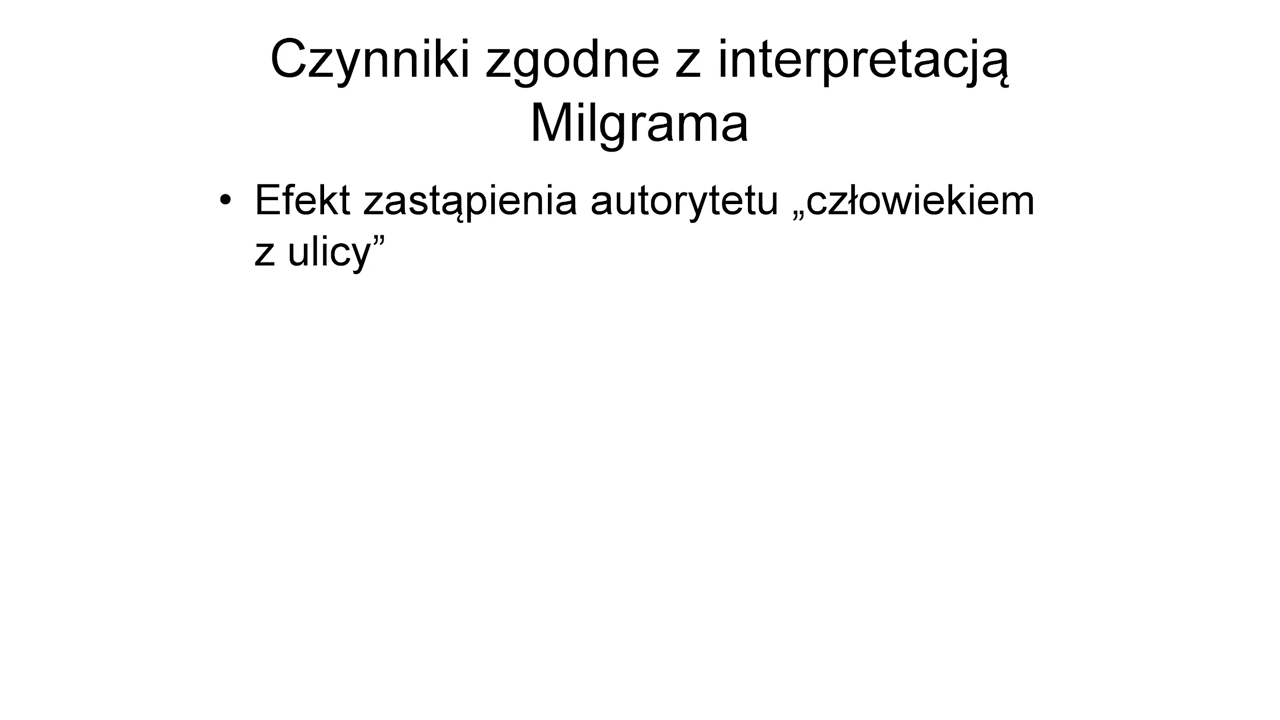 Czynniki zgodne z interpretacją
Milgrama
• Efekt zastąpienia autorytetu „człowiekiem
z ulicy”